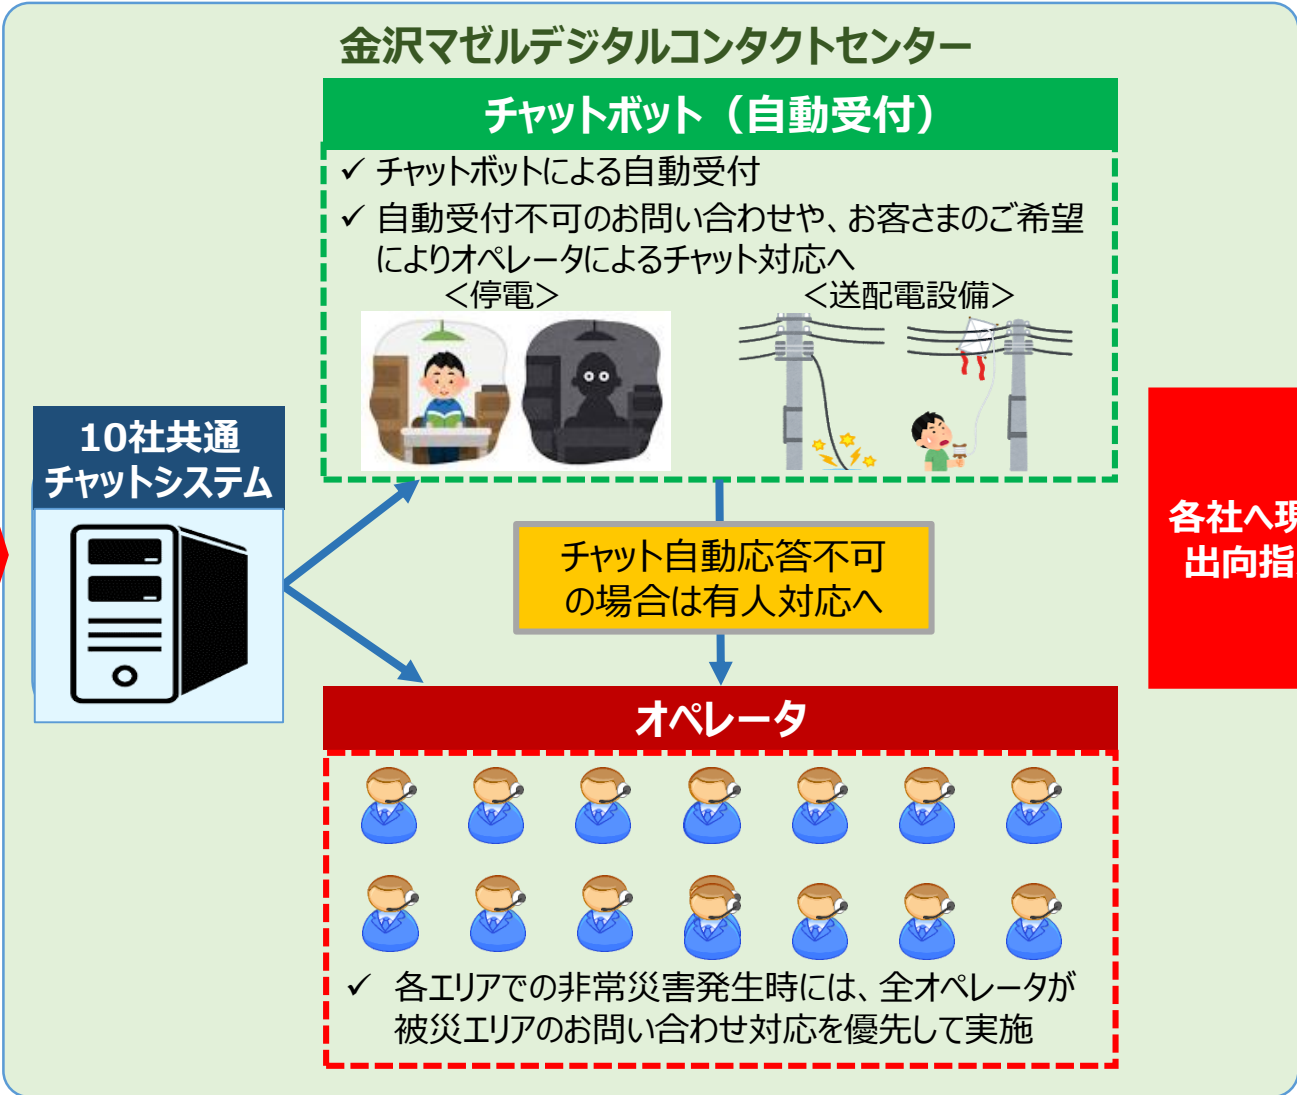 金沢マゼルデジタルコンタクトセンター
チャットボット（自動受付）
✓ チャットボットによる自動受付
✓ 自動受付不可のお問い合わせや、お客さまのご希望
によりオペレータによるチャット対応へ
＜停電＞
＜送配電設備＞
10社共通
チャットシステム
チャット自動応答不可
の場合は有人対応へ
各社へ現
出向指
オペレータ
✓ 各エリアでの非常災害発生時には、全オペレータが
被災エリアのお問い合わせ対応を優先して実施